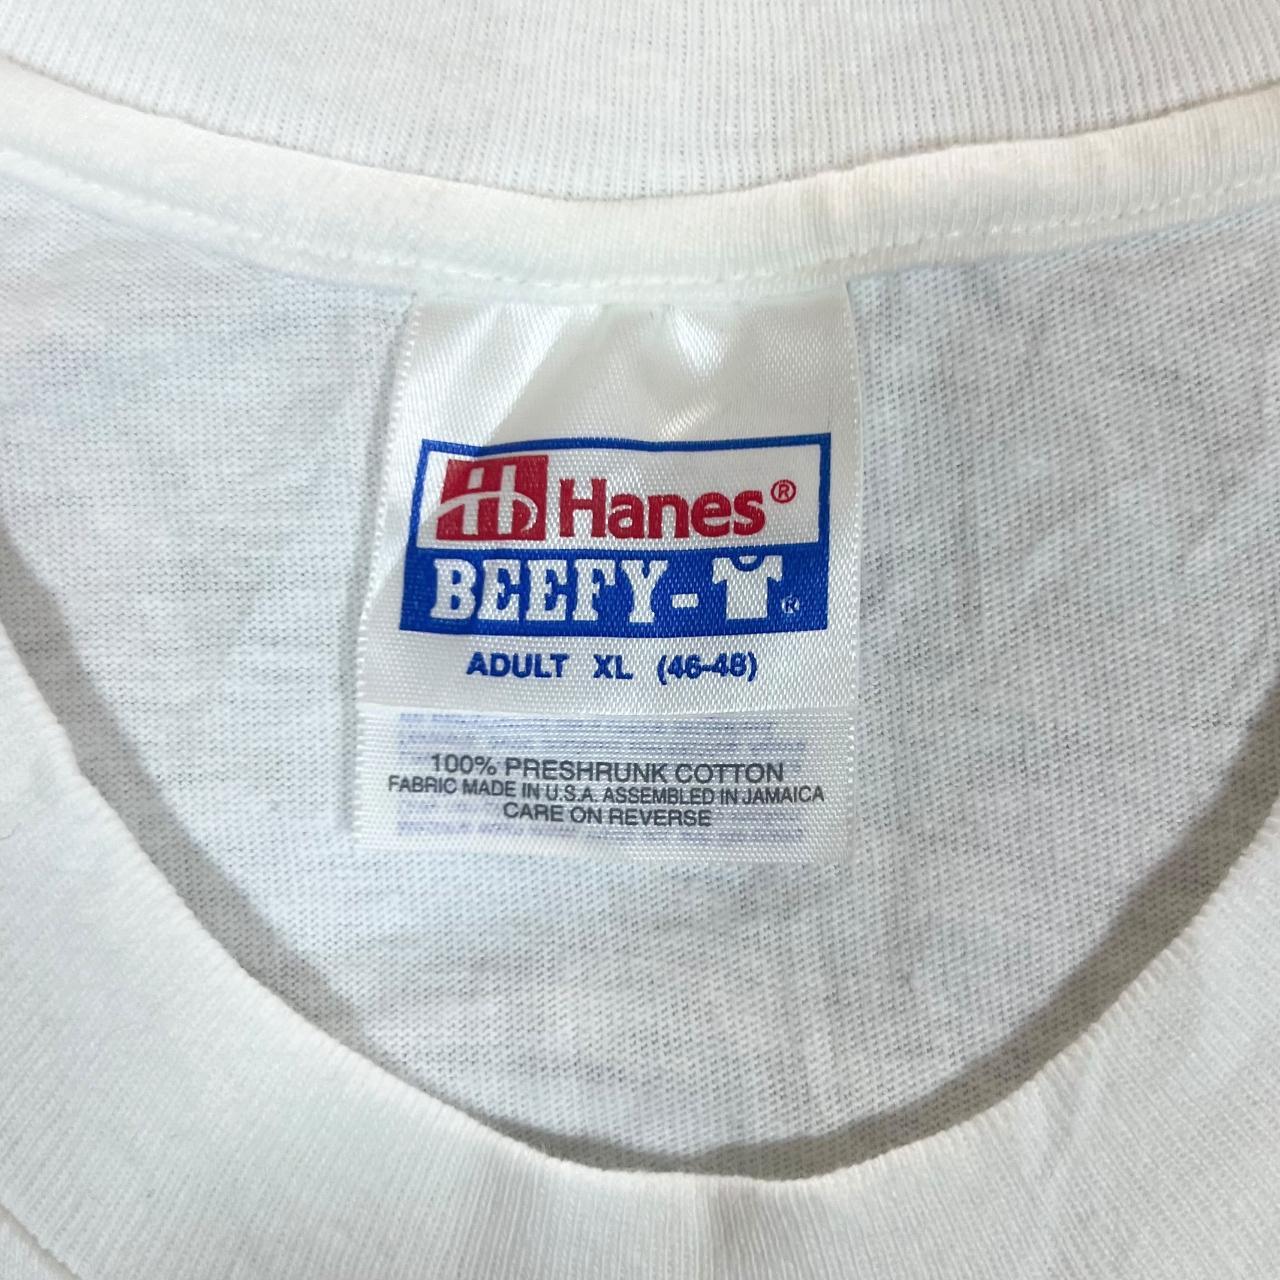 Hanes®
BEEFY-®
ADULT XL (46-48)
100% PRESHRUNK COTTON
FABRIC MADE IN U.S.A. ASSEMBLED IN JAMAICA
CARE ON REVERSE